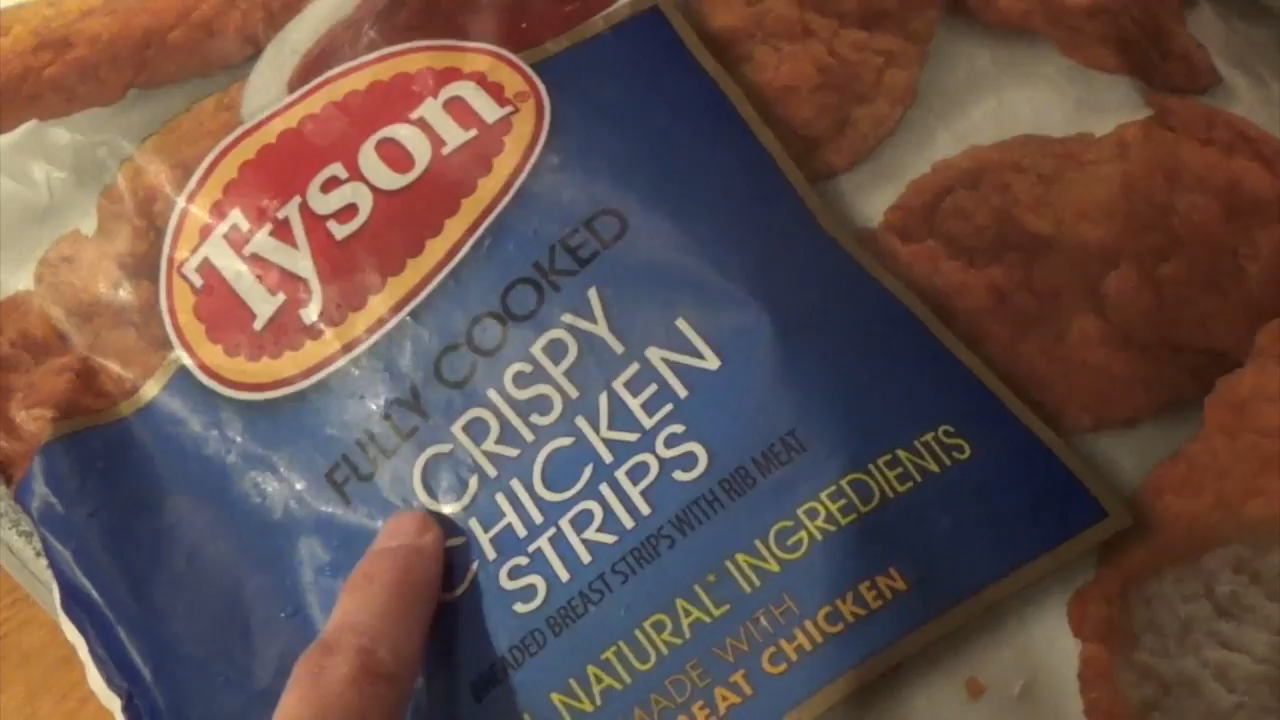 Tyson
FULLY COOKED
CRISPY
CHICKEN
STRIPS
BREADED BREAST STRIPS WITH RIB MEAT
NATURAL* INGREDIENTS
MADE WITH
CHICKEN